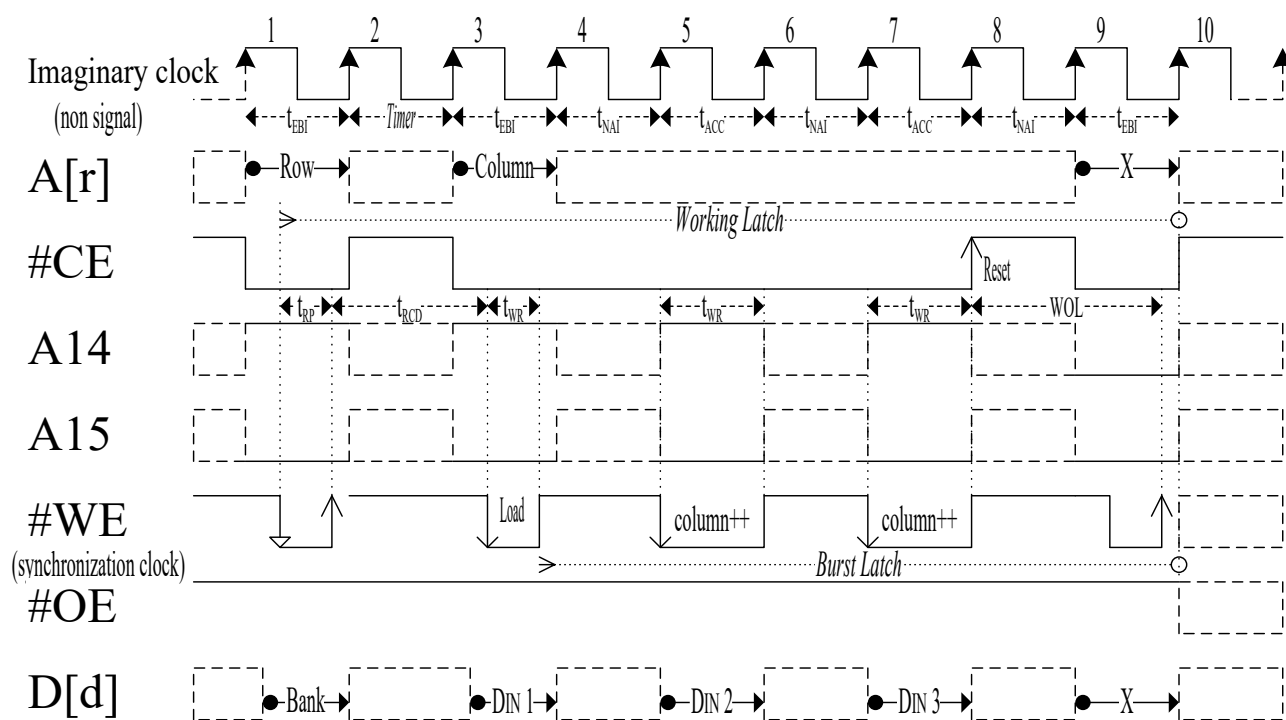 1 2 3 4 5 6 7 8 9 10
Imaginary clock
(non signal)
tEBI Timer tEBI tNAI tACC tNAI tACC tNAI tEBI
A[r] Row Column X
Working Latch
#CE Reset
tRP tRCD tWR tWR tWR WOL
A14
A15
#WE Load column++ column++
(synchronization clock) Burst Latch
#OE
D[d] Bank DIN 1 DIN 2 DIN 3 X